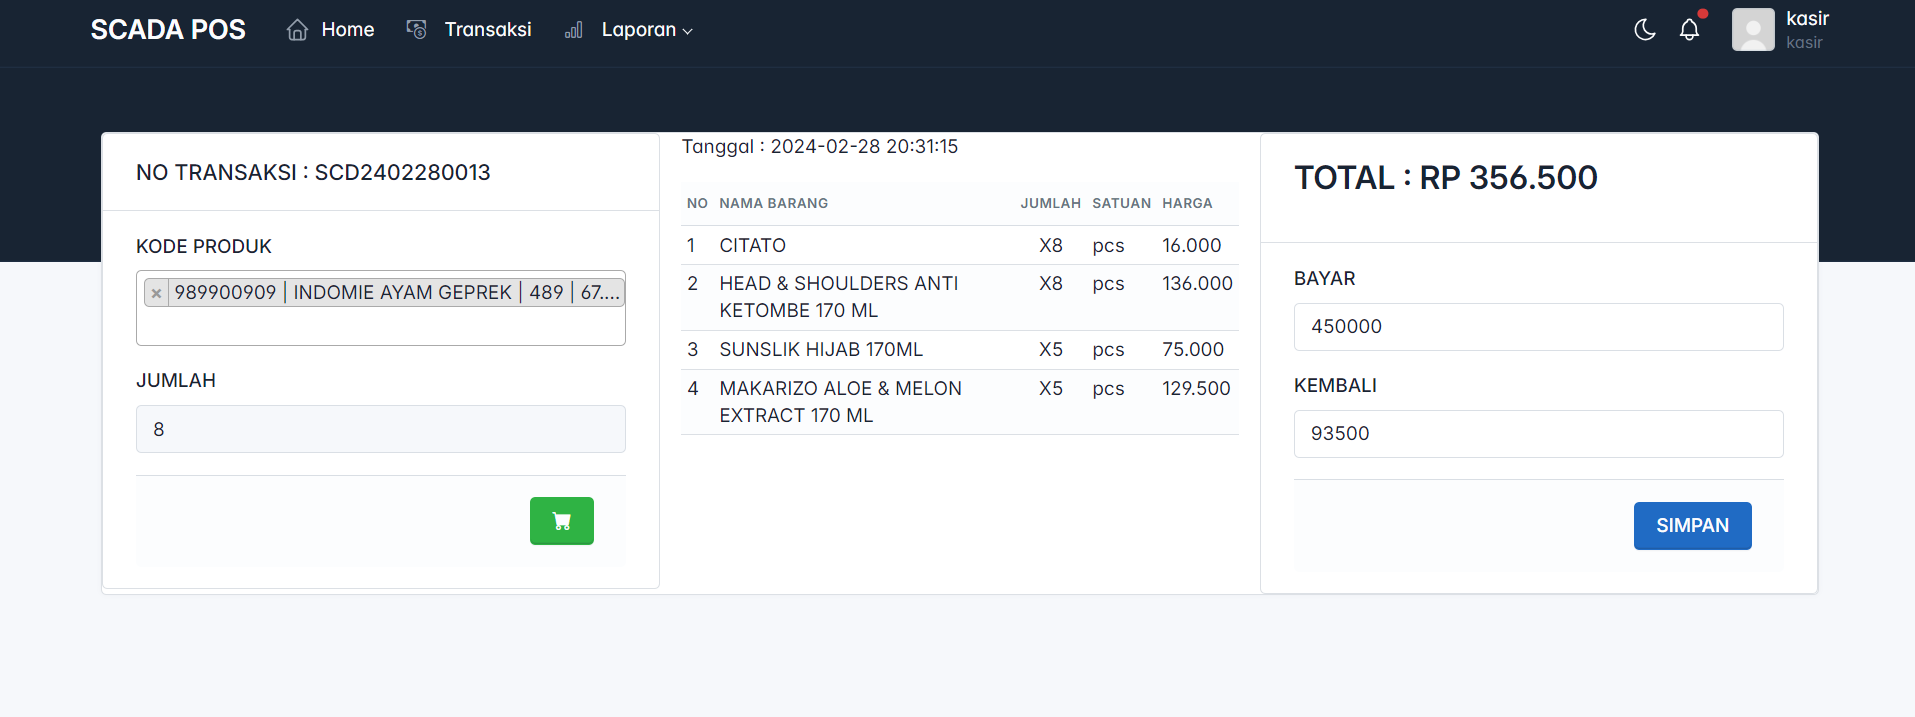 SCADA POS Home Transaksi Laporan
kasir
kasir
NO TRANSAKSI : SCD2402280013
KODE PRODUK
× 989900909 | INDOMIE AYAM GEPREK | 489 | 67....
JUMLAH
8
Tanggal : 2024-02-28 20:31:15
NO NAMA BARANG JUMLAH SATUAN HARGA
1 CITATO X8 pcs 16.000
2 HEAD & SHOULDERS ANTI X8 pcs 136.000
KETOMBE 170 ML
3 SUNSLIK HIJAB 170ML X5 pcs 75.000
4 MAKARIZO ALOE & MELON X5 pcs 129.500
EXTRACT 170 ML
TOTAL : RP 356.500
BAYAR
450000
KEMBALI
93500
SIMPAN